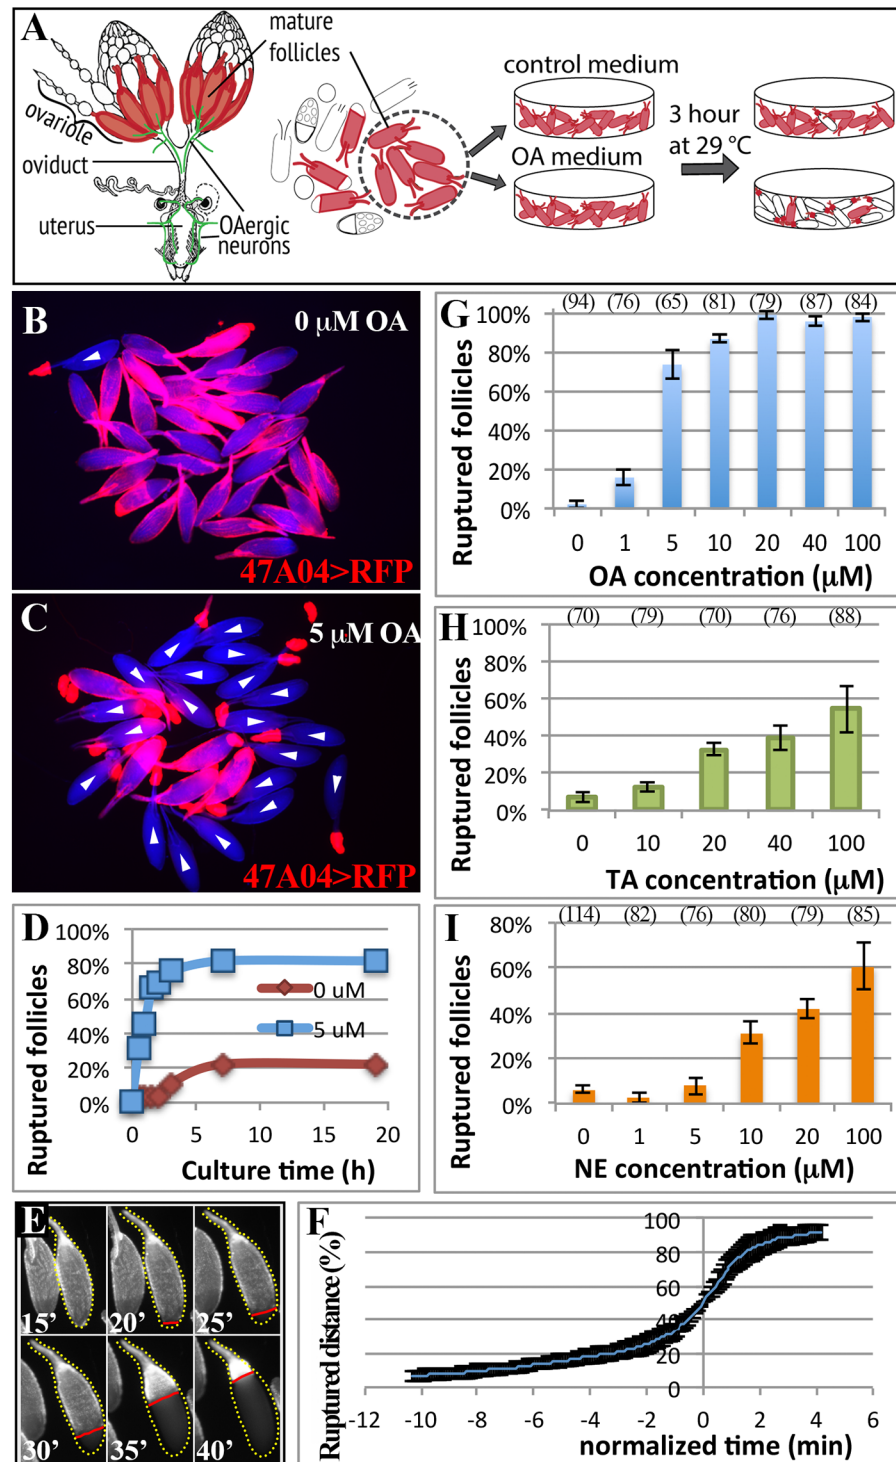 A
mature
follicles
ovariole
oviduct
uterus
OAergic
neurons
control medium
OA medium
3 hour
at 29 °C
B
0 μM OA
47A04>RFP
C
5 μM OA
47A04>RFP
D
Ruptured follicles
100%
80%
60%
40%
20%
0%
0 uM
5 uM
0 5 10 15 20
Culture time (h)
E
15’ 20’ 25’
30’ 35’ 40’
F
Ruptured distance (%)
100
80
60
40
20
0
-12 -10 -8 -6 -4 -2 0 2 4 6
normalized time (min)
G
(94) (76) (65) (81) (79) (87) (84)
Ruptured follicles
100%
80%
60%
40%
20%
0%
0 1 5 10 20 40 100
OA concentration (μM)
H
(70) (79) (70) (76) (88)
Ruptured follicles
100%
80%
60%
40%
20%
0%
0 10 20 40 100
TA concentration (μM)
I
(114) (82) (76) (80) (79) (85)
Ruptured follicles
80%
60%
40%
20%
0%
0 1 5 10 20 100
NE concentration (μM)